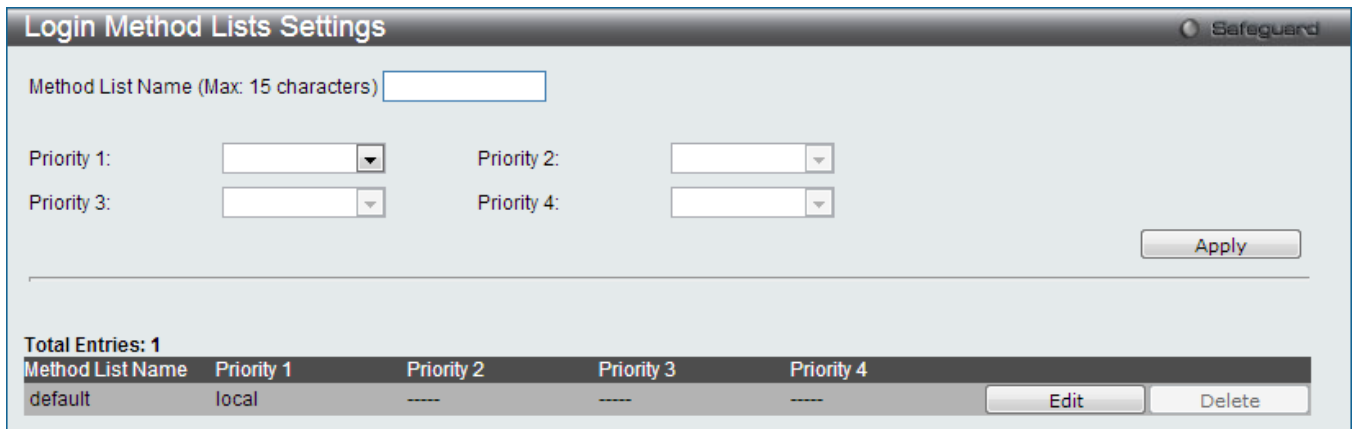 Login Method Lists Settings
Safeguard
Method List Name (Max: 15 characters)
Priority 1:
Priority 2:
Priority 3:
Priority 4:
Apply
Total Entries: 1
Method List Name Priority 1 Priority 2 Priority 3 Priority 4
default local ----- ----- ----- Edit Delete